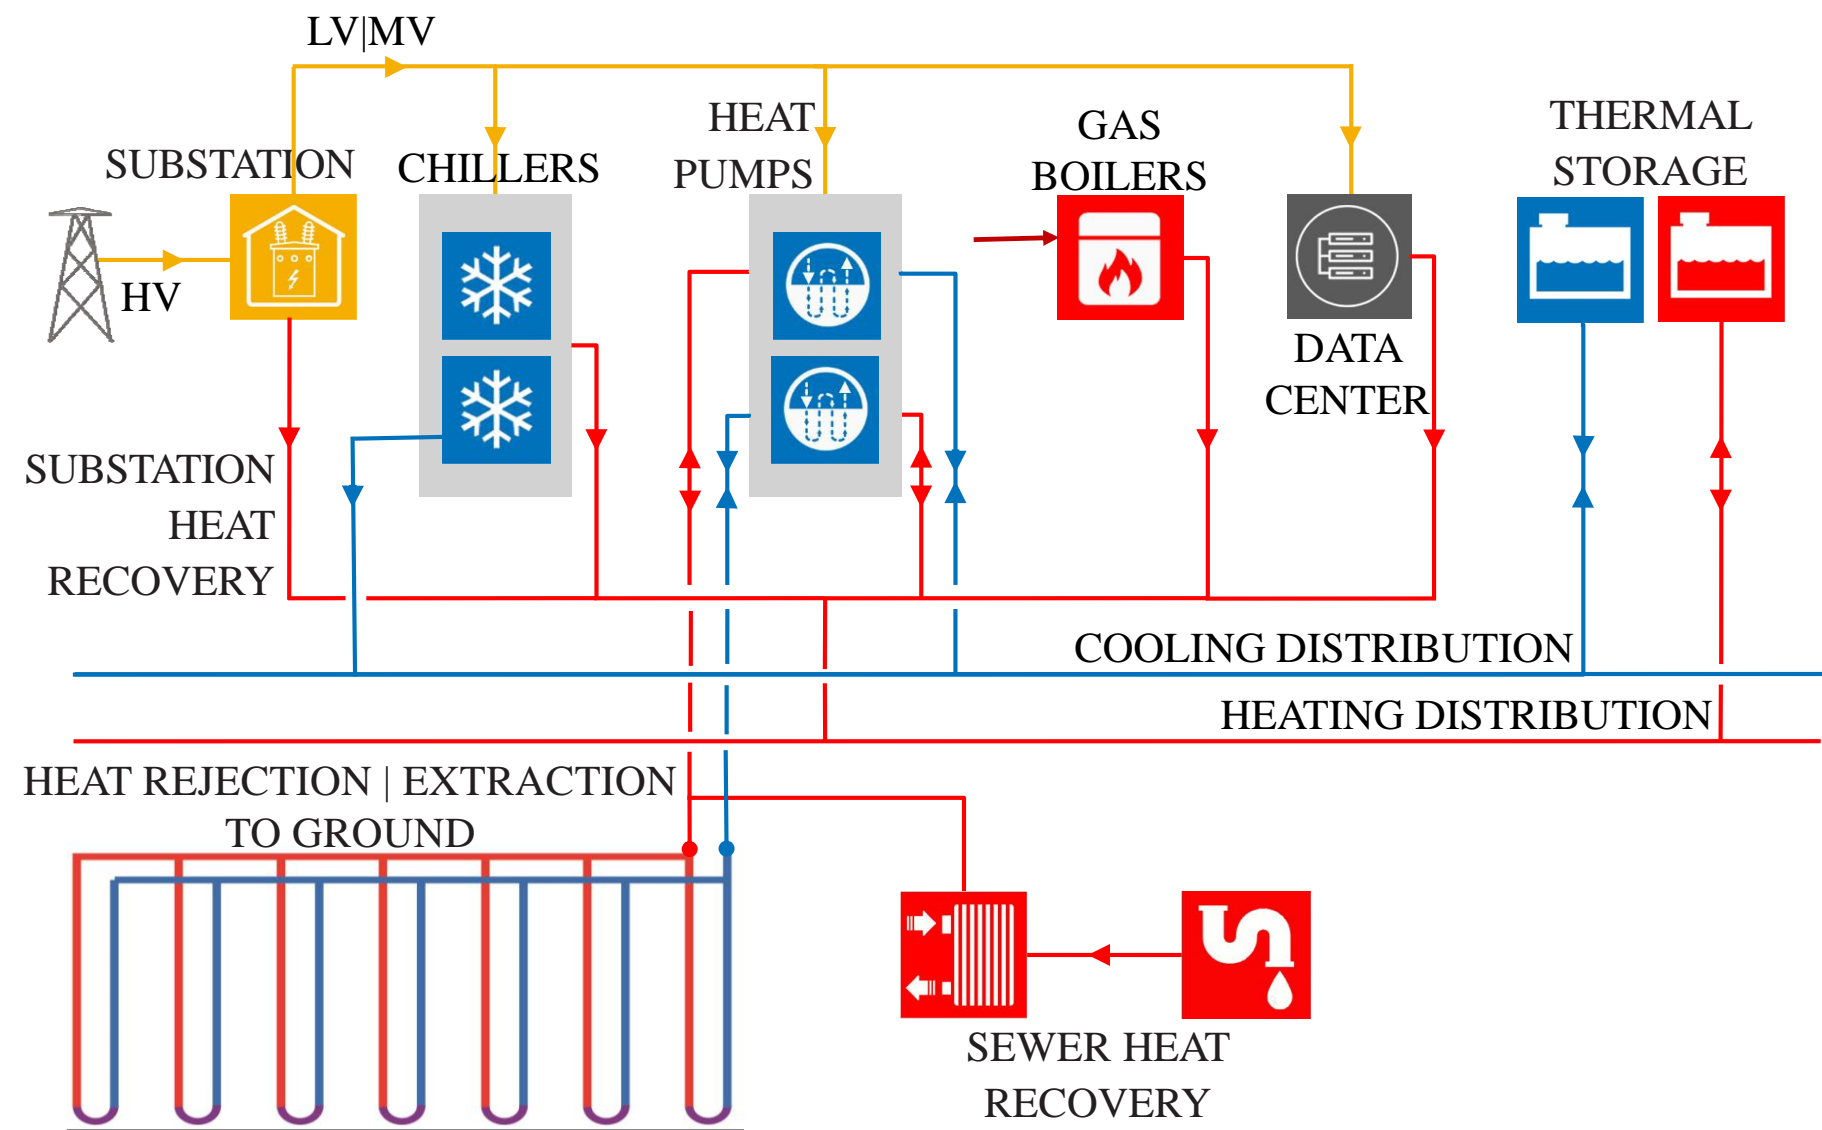 LV|MV
SUBSTATION
HV
CHILLERS
HEAT
PUMPS
GAS
BOILERS
DATA
CENTER
THERMAL
STORAGE
SUBSTATION
HEAT
RECOVERY
COOLING DISTRIBUTION
HEATING DISTRIBUTION
HEAT REJECTION | EXTRACTION
TO GROUND
SEWER HEAT
RECOVERY